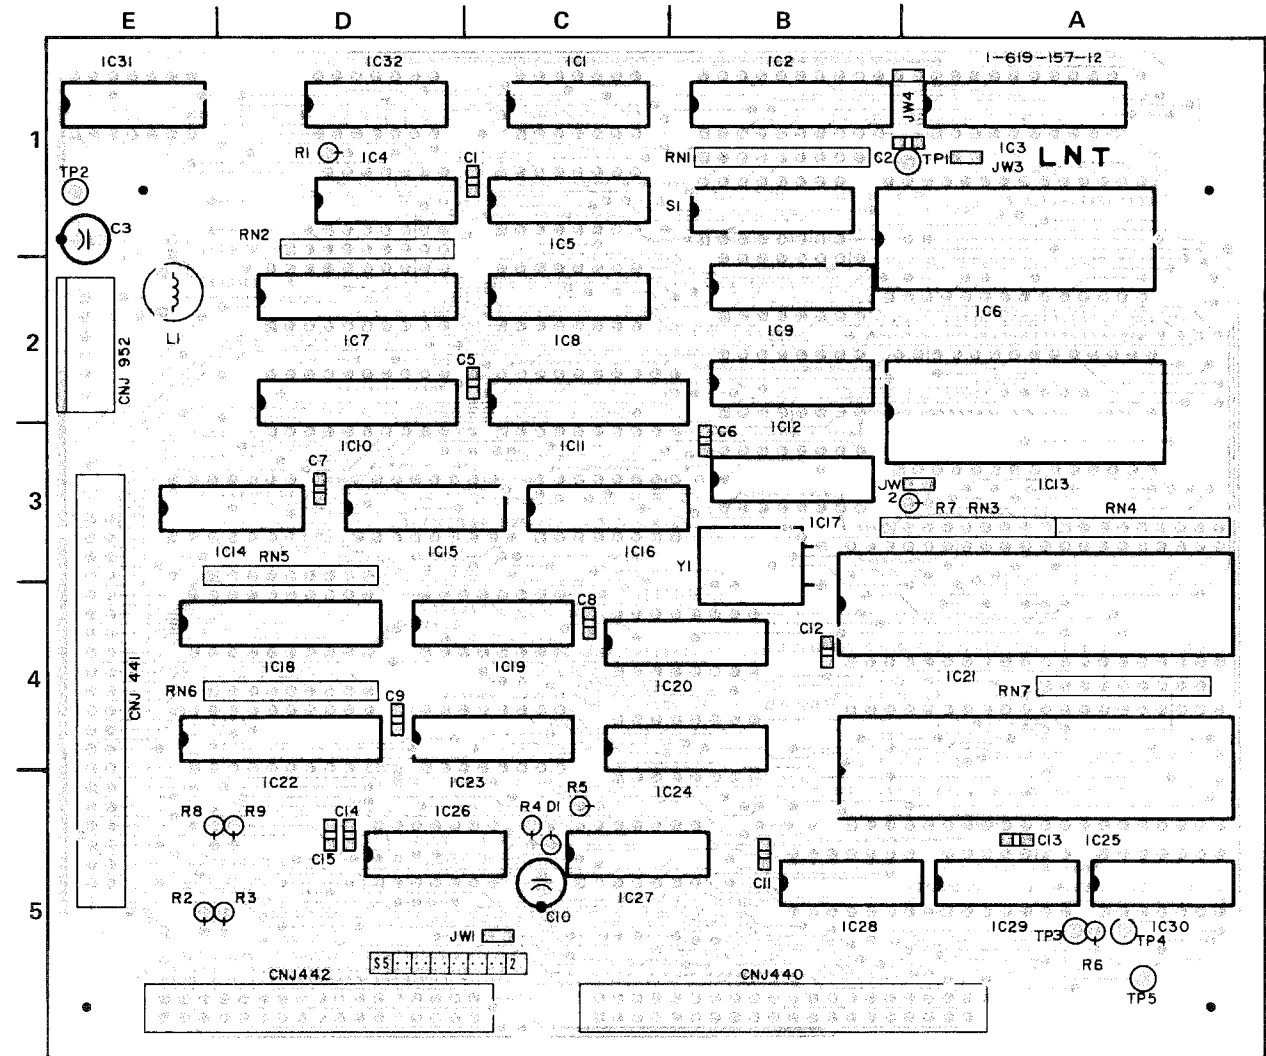 E D C B A
IC31 IC32 IC1 IC2 1-619-157-12
JW4
1
R1 IC4 C1 RN1 C2 TP1 IC3 JW3 LNT
TP2
S1
C3
RN2 IC5
IC6
L1 IC7 IC8 IC9
2
CNJ 952
C5
IC10 IC11 C6 IC12
C7
JW 2 IC13
3
R7 RN3 RN4
IC14 IC15 IC16 IC17
RN5
Y1
C8
C12
CNJ 441
IC18 IC19 IC20 IC21
4
RN6 C9 RN7
IC22 IC23 IC24
R5
R8 R9 C14 IC26 R4 D1
C15 C13 IC25
C11
R2 R3 IC27
5
C10 IC28 IC29 TP3 TP4 IC30
JW1
R6
S5 2
CNJ442 CNJ440
TP5